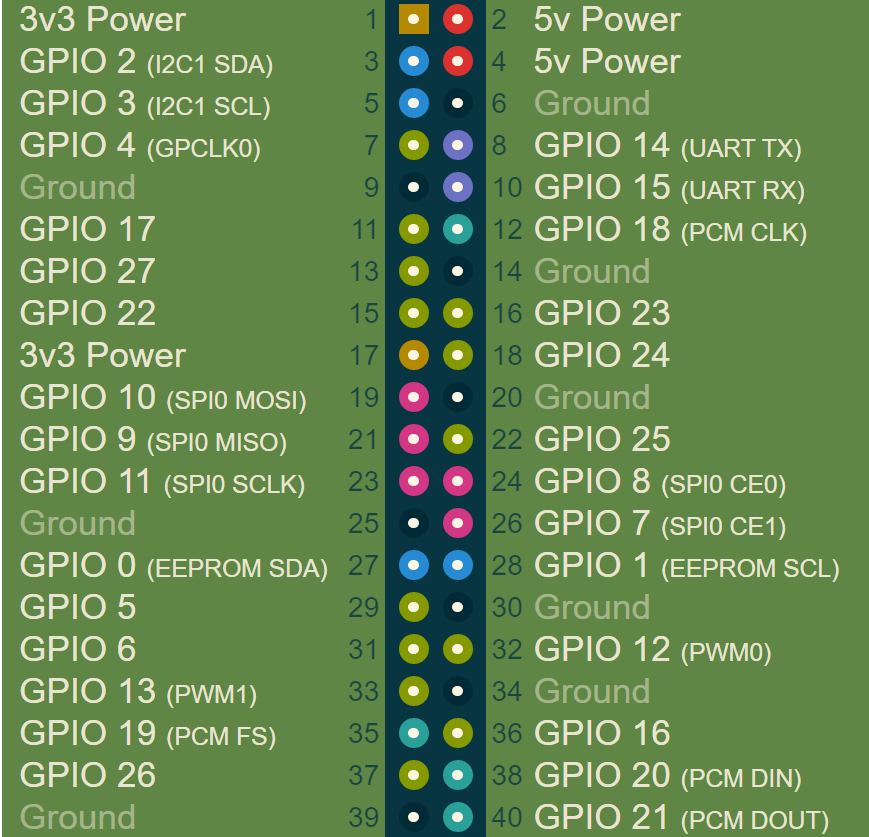 3v3 Power 1 2 5v Power
GPIO 2 (I2C1 SDA) 3 4 5v Power
GPIO 3 (I2C1 SCL) 5 6 Ground
GPIO 4 (GPCLK0) 7 8 GPIO 14 (UART TX)
Ground 9 10 GPIO 15 (UART RX)
GPIO 17 11 12 GPIO 18 (PCM CLK)
GPIO 27 13 14 Ground
GPIO 22 15 16 GPIO 23
3v3 Power 17 18 GPIO 24
GPIO 10 (SPI0 MOSI) 19 20 Ground
GPIO 9 (SPI0 MISO) 21 22 GPIO 25
GPIO 11 (SPI0 SCLK) 23 24 GPIO 8 (SPI0 CE0)
Ground 25 26 GPIO 7 (SPI0 CE1)
GPIO 0 (EEPROM SDA) 27 28 GPIO 1 (EEPROM SCL)
GPIO 5 29 30 Ground
GPIO 6 31 32 GPIO 12 (PWM0)
GPIO 13 (PWM1) 33 34 Ground
GPIO 19 (PCM FS) 35 36 GPIO 16
GPIO 26 37 38 GPIO 20 (PCM DIN)
Ground 39 40 GPIO 21 (PCM DOUT)